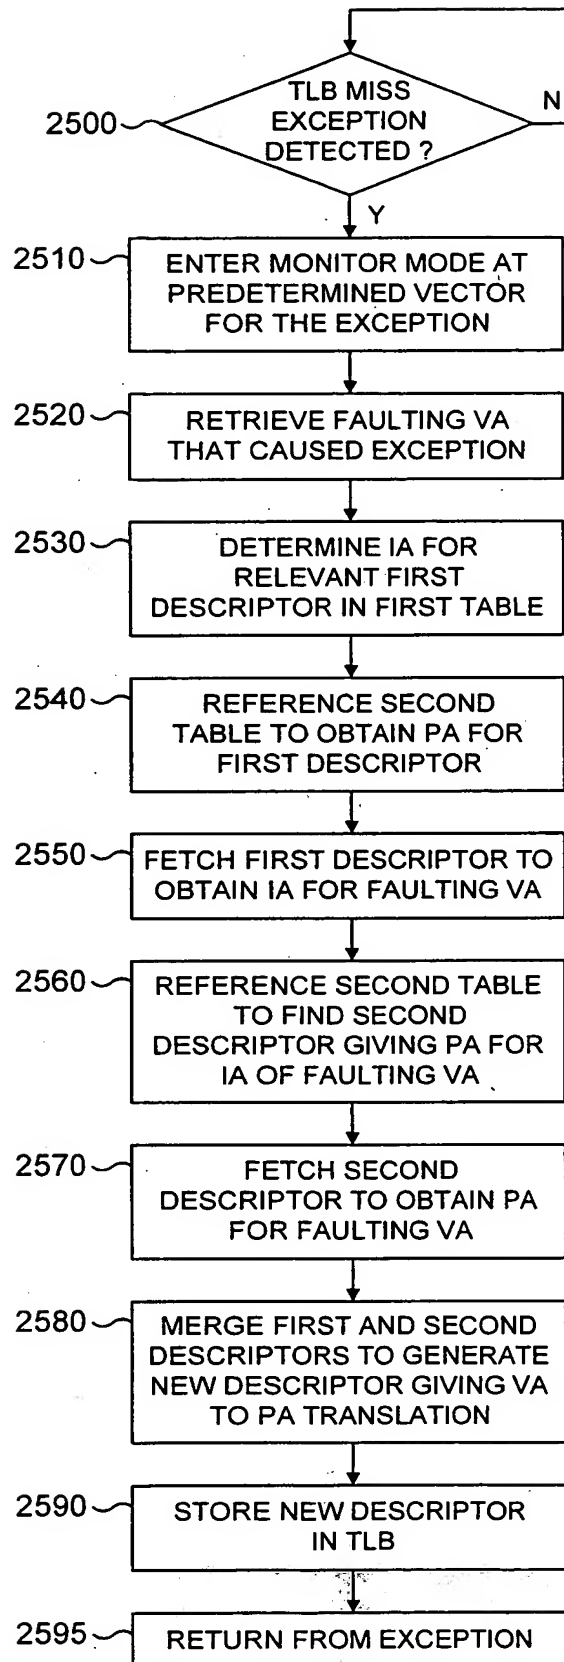 2500
TLB MISS
EXCEPTION
DETECTED ?
N
Y
2510
ENTER MONITOR MODE AT
PREDETERMINED VECTOR
FOR THE EXCEPTION
2520
RETRIEVE FAULTING VA
THAT CAUSED EXCEPTION
2530
DETERMINE IA FOR
RELEVANT FIRST
DESCRIPTOR IN FIRST TABLE
2540
REFERENCE SECOND
TABLE TO OBTAIN PA FOR
FIRST DESCRIPTOR
2550
FETCH FIRST DESCRIPTOR TO
OBTAIN IA FOR FAULTING VA
2560
REFERENCE SECOND TABLE
TO FIND SECOND
DESCRIPTOR GIVING PA FOR
IA OF FAULTING VA
2570
FETCH SECOND
DESCRIPTOR TO OBTAIN PA
FOR FAULTING VA
2580
MERGE FIRST AND SECOND
DESCRIPTORS TO GENERATE
NEW DESCRIPTOR GIVING VA
TO PA TRANSLATION
2590
STORE NEW DESCRIPTOR
IN TLB
2595
RETURN FROM EXCEPTION